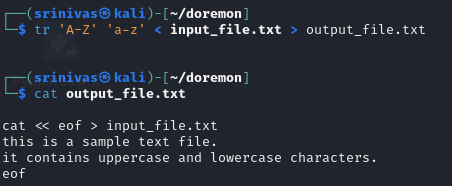 ┌──(srinivas㉿kali)-[~/doremon]
└─$ tr 'A-Z' 'a-z' < input_file.txt > output_file.txt
┌──(srinivas㉿kali)-[~/doremon]
└─$ cat output_file.txt
cat << eof > input_file.txt
this is a sample text file.
it contains uppercase and lowercase characters.
eof